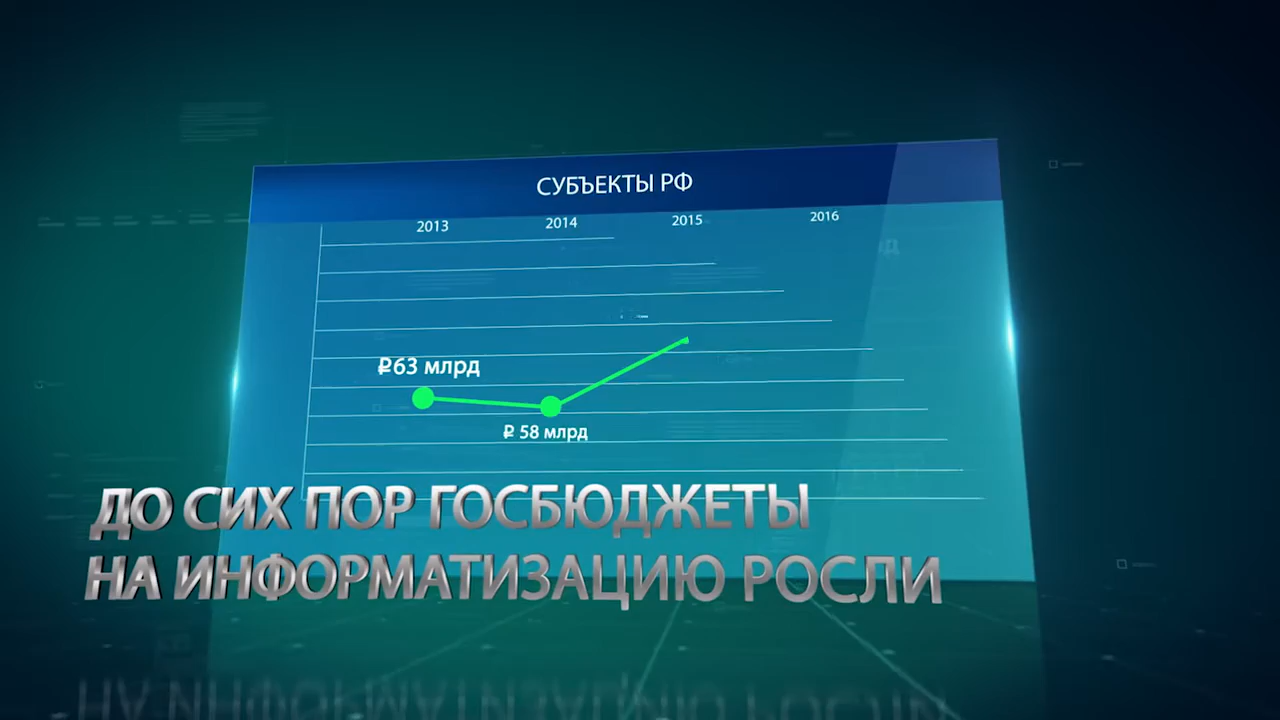 СУБЪЕКТЫ РФ
2013 2014 2015 2016
₽63 млрд
₽ 58 млрд
ДО СИХ ПОР ГОСБЮДЖЕТЫ
НА ИНФОРМАТИЗАЦИЮ РОСЛИ